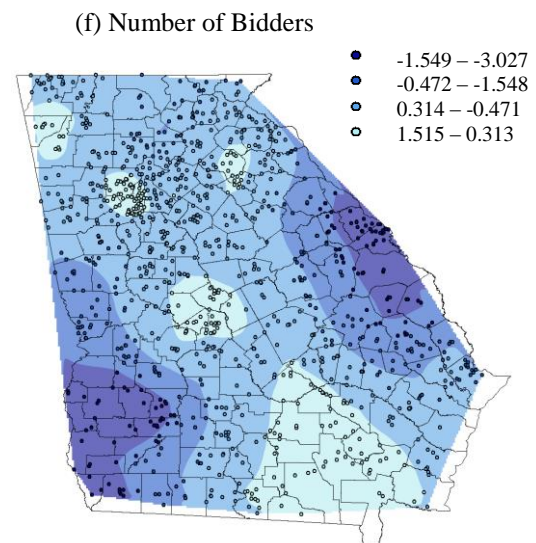 (f) Number of Bidders
-1.549 – -3.027
-0.472 – -1.548
0.314 – -0.471
1.515 – 0.313